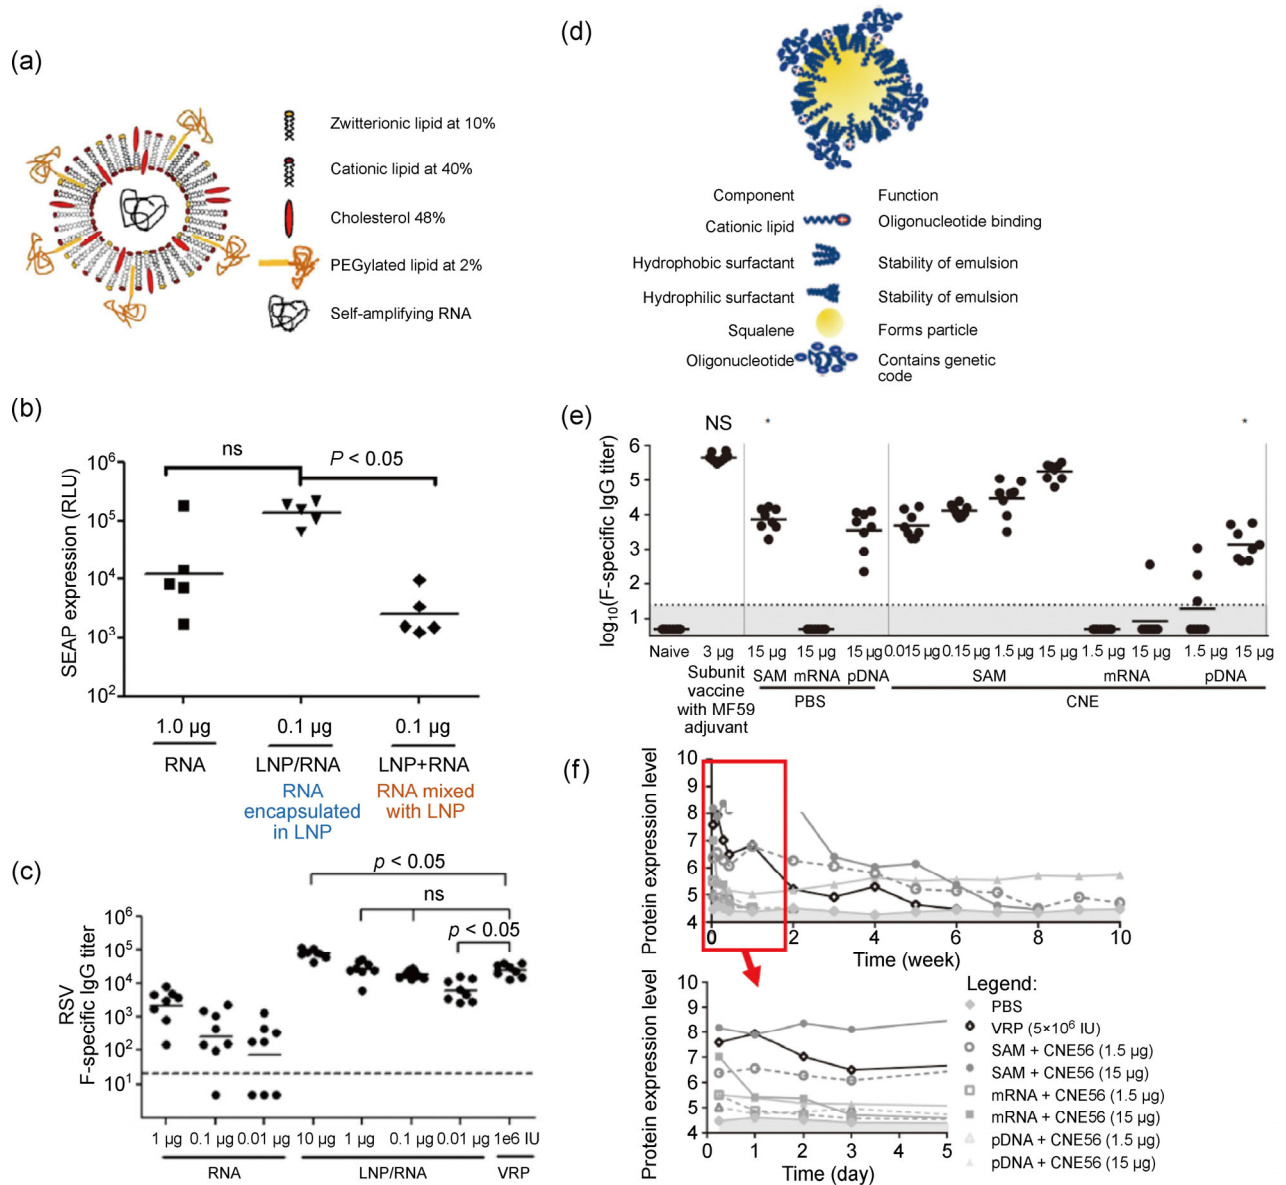 (a)
Zwitterionic lipid at 10%
Cationic lipid at 40%
Cholesterol 48%
PEGylated lipid at 2%
Self-amplifying RNA
(d)
Component Function
Cationic lipid Oligonucleotide binding
Hydrophobic surfactant Stability of emulsion
Hydrophilic surfactant Stability of emulsion
Squalene Forms particle
Oligonucleotide Contains genetic
code
(b)
SEAP expression (RLU)
10⁶
10⁵
10⁴
10³
10²
ns
P < 0.05
1.0 µg 0.1 µg 0.1 µg
RNA LNP/RNA LNP+RNA
RNA
encapsulated
in LNP
RNA mixed
with LNP
(e)
log₁₀(F-specific IgG titer)
6
5
4
3
2
1
NS * *
Naive 3 µg 15 µg 15 µg 15 µg 0.015 µg 0.15 µg 1.5 µg 15 µg 1.5 µg 15 µg 1.5 µg 15 µg
Subunit
vaccine
with MF59
adjuvant
SAM mRNA pDNA SAM mRNA pDNA
PBS CNE
(c)
RSV
F-specific IgG titer
10⁶
10⁵
10⁴
10³
10²
10¹
p < 0.05
ns
p < 0.05
1 µg 0.1 µg 0.01 µg 10 µg 1 µg 0.1 µg 0.01 µg 1e6 IU
RNA LNP/RNA VRP
(f)
Protein expression level
10
9
8
7
6
5
4
0 2 4 6 8 10
Time (week)
Protein expression level
10
9
8
7
6
5
4
0 1 2 3 4 5
Time (day)
Legend:
PBS
VRP (5×10⁶ IU)
SAM + CNE56 (1.5 µg)
SAM + CNE56 (15 µg)
mRNA + CNE56 (1.5 µg)
mRNA + CNE56 (15 µg)
pDNA + CNE56 (1.5 µg)
pDNA + CNE56 (15 µg)